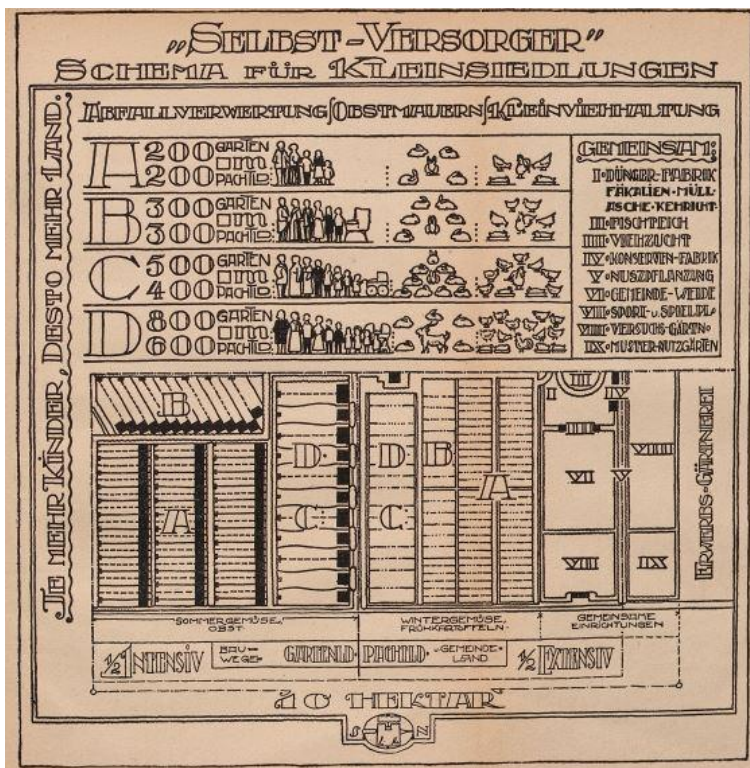 „SELBST-VERSORGER“
SCHEMA FÜR KLEINSIEDLUNGEN
JE MEHR KINDER, DESTO MEHR LAND.
ABFALLVERWERTUNG/OBSTMAUERN/KLEINVIEHHALTUNG
A 200 GARTEN
□m
200 PACHTLD:
B 300 GARTEN
□m
300 PACHTLD:
C 500 GARTEN
□m
400 PACHTLD:
D 800 GARTEN
□m
600 PACHTLD:
GEMEINSAM:
II•DÜNGER-FABRIK
FÄKALIEN•MÜLL•
ASCHE•KEHRICHT•
III•FISCHTEICH
IIII•VIEHZUCHT
IV•KONSERVEN-FABRIK
V•NUSZPFLANZUNG
VI•GEMEINDE-WEIDE
VII•SPORT-u.SPIELPL.
VIII•VERSUCHS-GÄRTN•
IX•MUSTER-NUTZGÄRTEN
B
A
D
C
D
B
C
A
II
III
IV
VII
V
VIIII
VIII
IX
ERWERBS-GÄRTNEREI
SOMMERGEMÜSE,
OBST
WINTERGEMÜSE,
FRÜHKARTOFFELN
GEMEINSAME
EINRICHTUNGEN
1/2 INTENSIV
BAU-
WEGE-
GARTENLD-
PACHTLD-
-GEMEINDE-
LAND
1/2 EXTENSIV
10 HEKTAR
S N